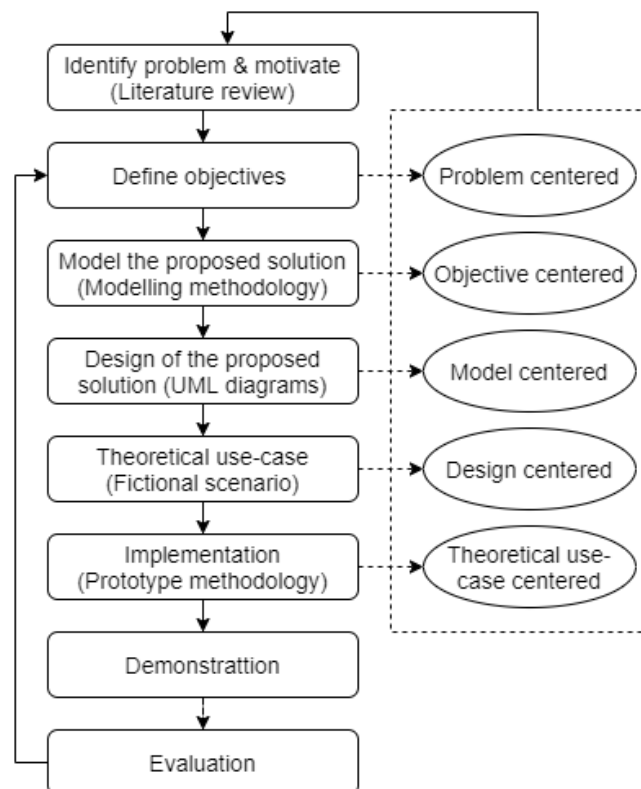 Identify problem & motivate
(Literature review)
Define objectives
Problem centered
Model the proposed solution
(Modelling methodology)
Objective centered
Design of the proposed
solution (UML diagrams)
Model centered
Theoretical use-case
(Fictional scenario)
Design centered
Implementation
(Prototype methodology)
Theoretical use-
case centered
Demonstrattion
Evaluation